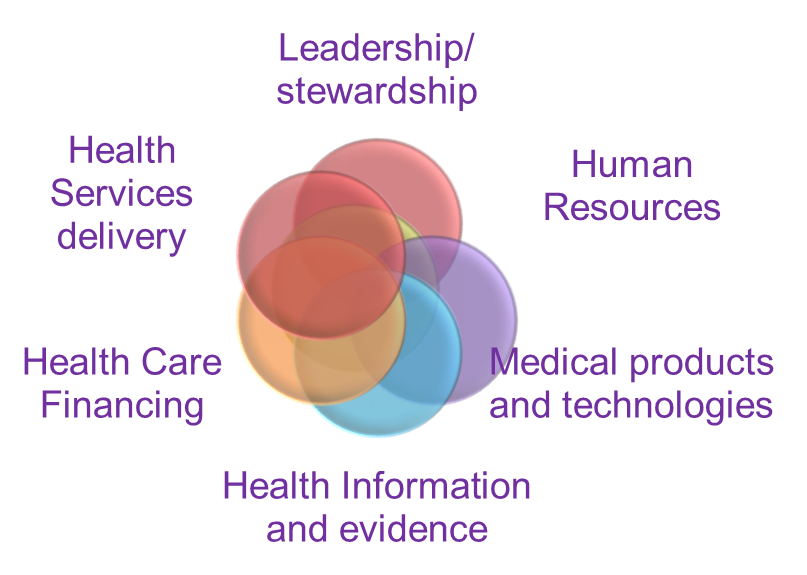 Leadership/
stewardship
Human
Resources
Medical products
and technologies
Health Information
and evidence
Health Care
Financing
Health
Services
delivery